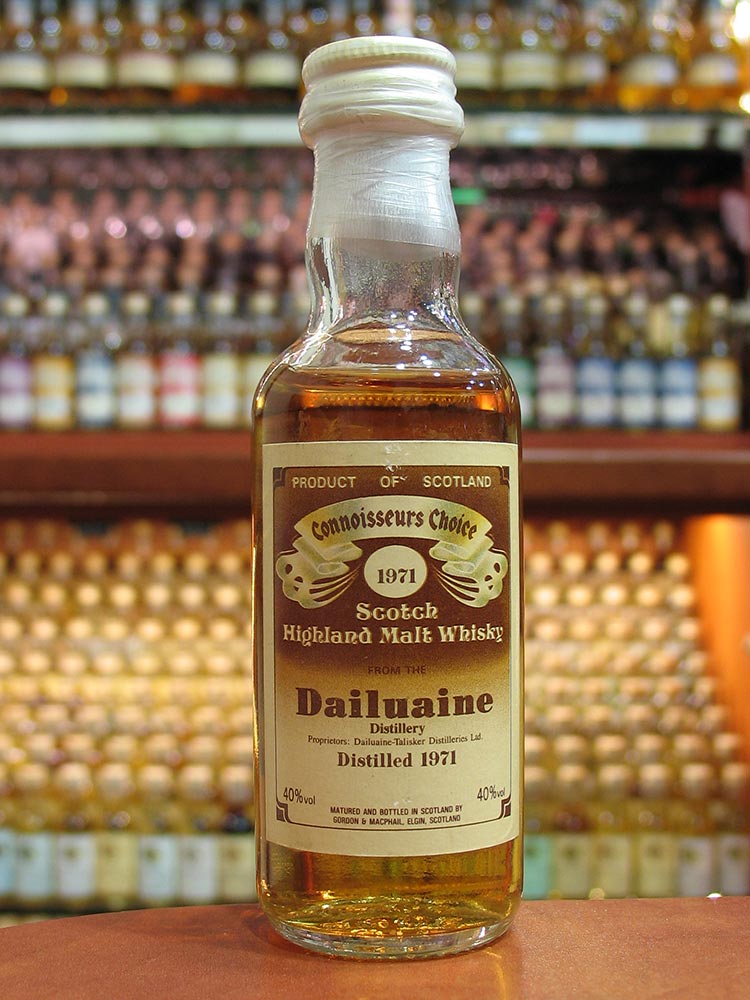 PRODUCT OF SCOTLAND
Connoisseurs Choice
1971
Scotch
Highland Malt Whisky
FROM THE
Dailuaine
Distillery
Proprietors: Dailuaine-Talisker Distilleries Ltd.
Distilled 1971
40%vol 40%vol
MATURED AND BOTTLED IN SCOTLAND BY
GORDON & MACPHAIL, ELGIN, SCOTLAND